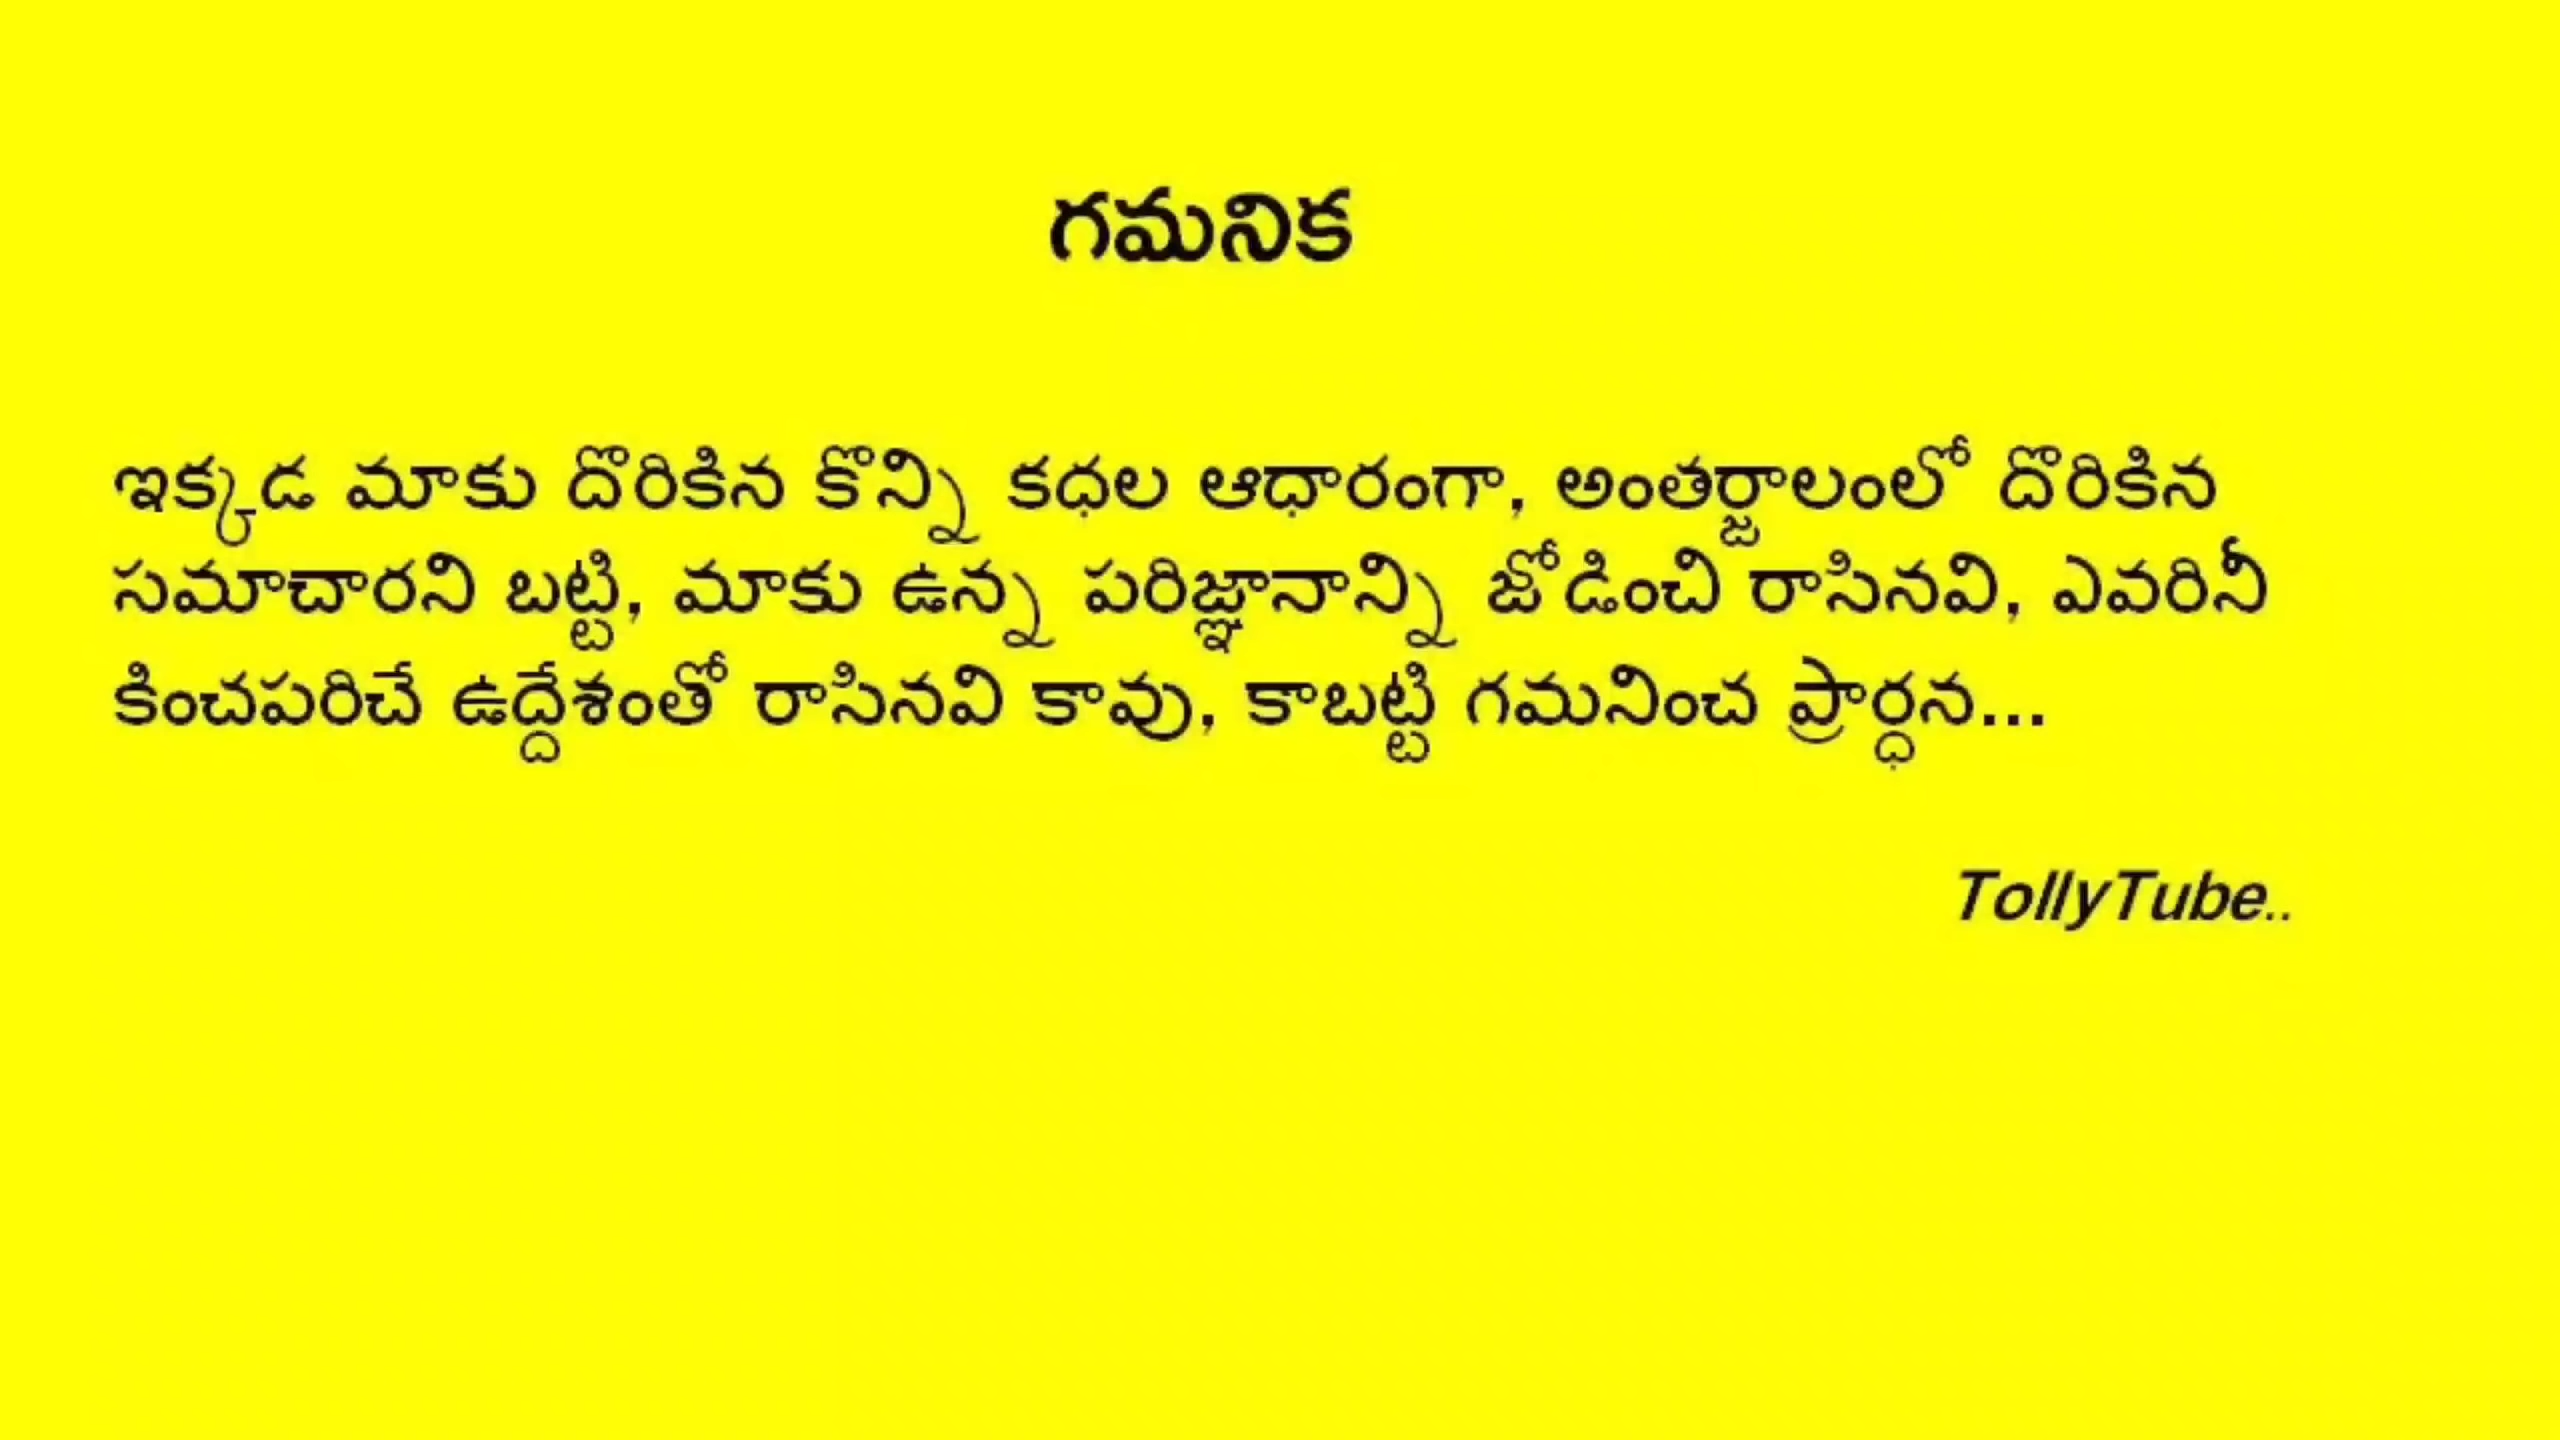 గమనిక
ఇక్కడ మాకు దొరికిన కొన్ని కధల ఆధారంగా, అంతర్జాలంలో దొరికిన
సమాచారని బట్టి, మాకు ఉన్న పరిజ్ఞానాన్ని జోడించి రాసినవి, ఎవరినీ
కించపరిచే ఉద్దేశంతో రాసినవి కావు, కాబట్టి గమనించ ప్రార్ధన...
TollyTube..